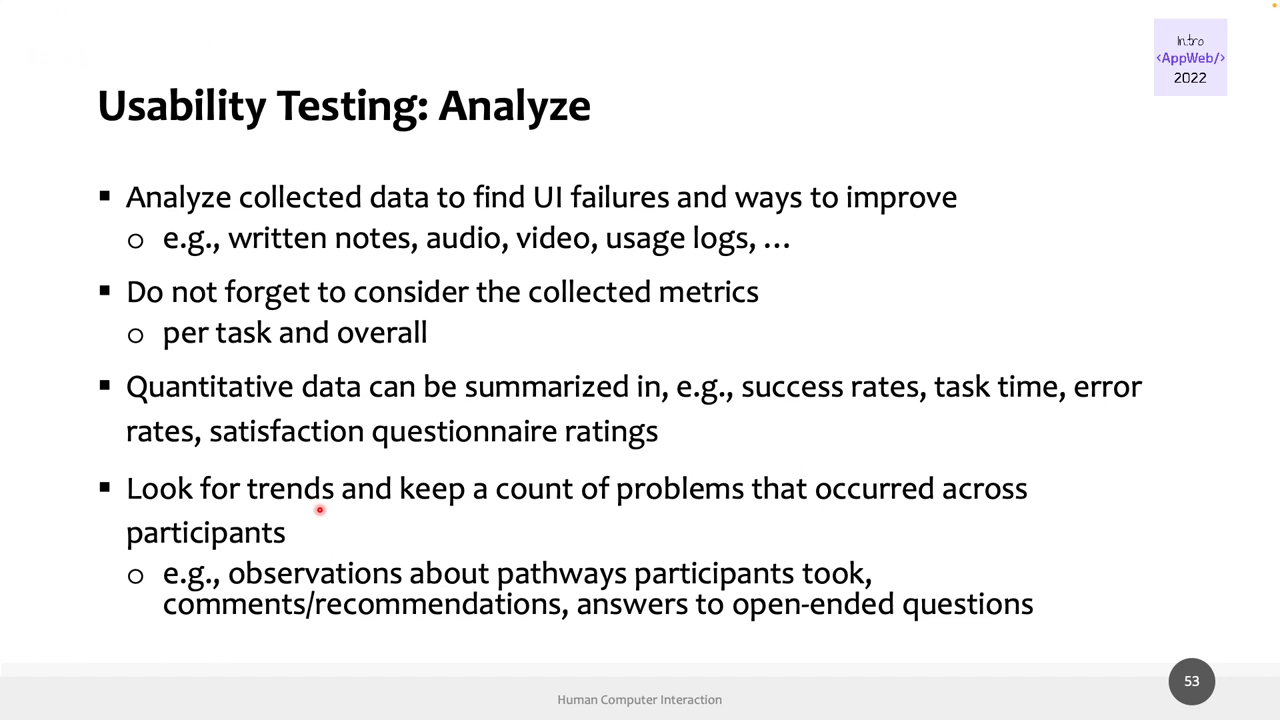 Intro
<AppWeb/>
2022
Usability Testing: Analyze
▪ Analyze collected data to find UI failures and ways to improve
o e.g., written notes, audio, video, usage logs, …
▪ Do not forget to consider the collected metrics
o per task and overall
▪ Quantitative data can be summarized in, e.g., success rates, task time, error
rates, satisfaction questionnaire ratings
▪ Look for trends and keep a count of problems that occurred across
participants
o e.g., observations about pathways participants took,
comments/recommendations, answers to open-ended questions
Human Computer Interaction
53